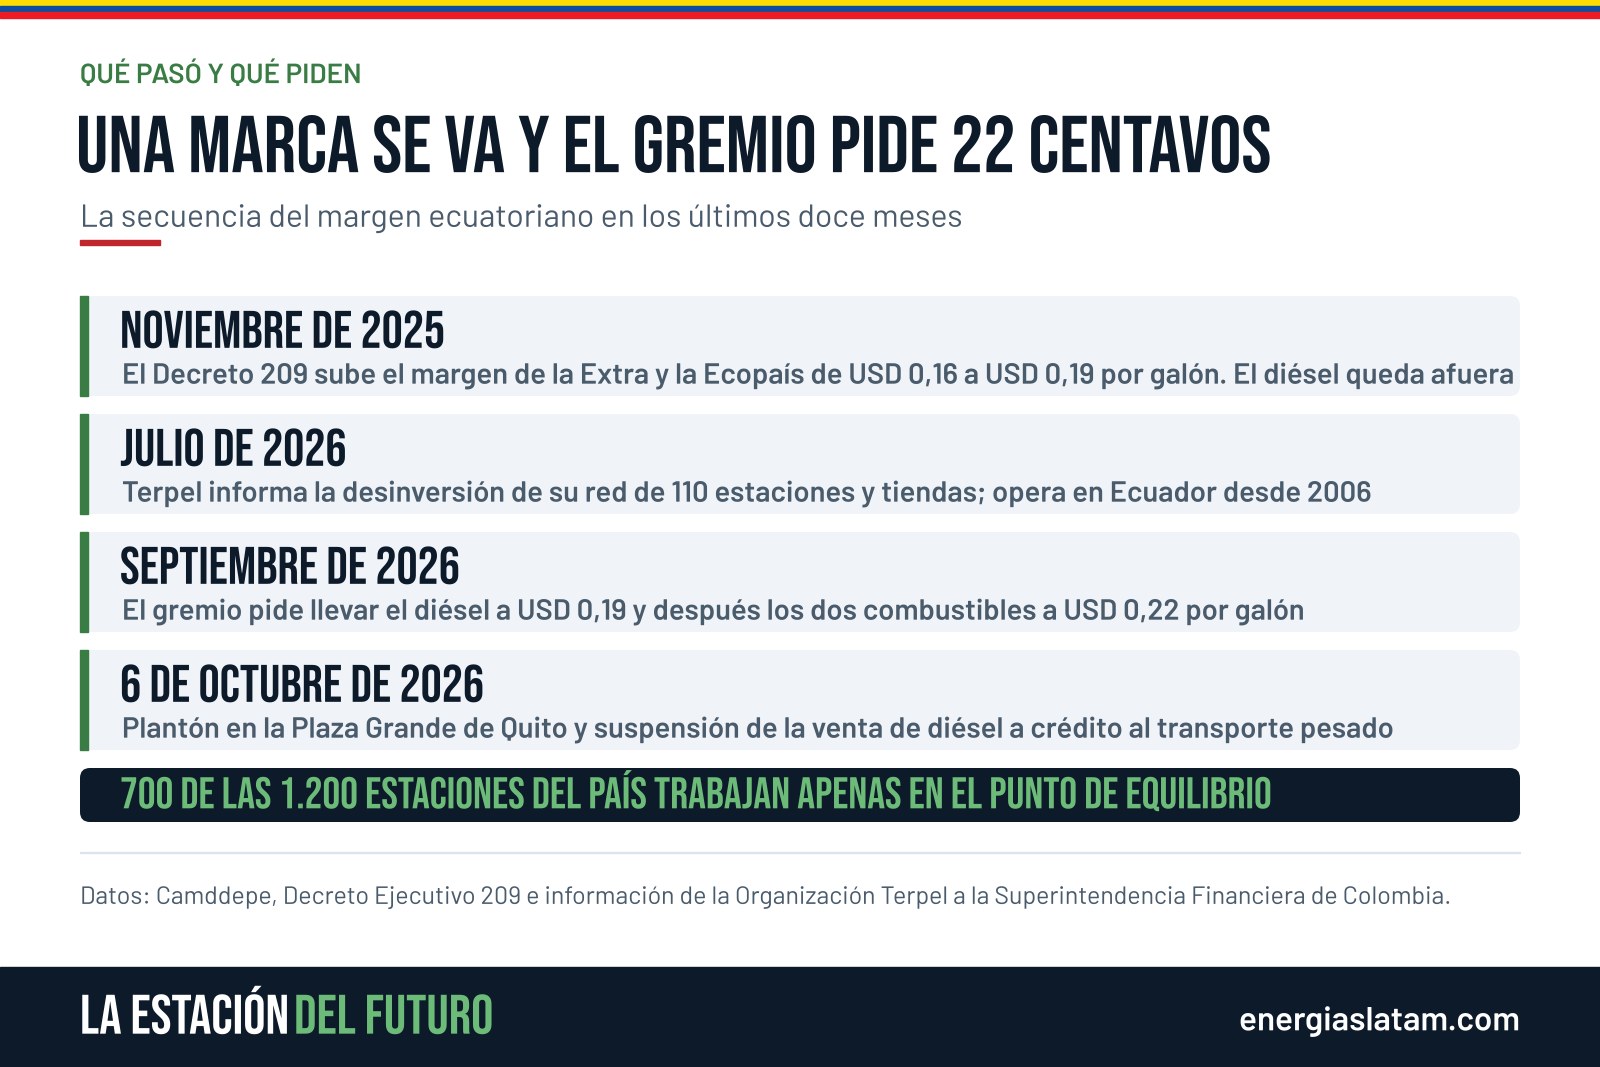 QUÉ PASÓ Y QUÉ PIDEN
UNA MARCA SE VA Y EL GREMIO PIDE 22 CENTAVOS
La secuencia del margen ecuatoriano en los últimos doce meses
NOVIEMBRE DE 2025
El Decreto 209 sube el margen de la Extra y la Ecopaís de USD 0,16 a USD 0,19 por galón. El diésel queda afuera
JULIO DE 2026
Terpel informa la desinversión de su red de 110 estaciones y tiendas; opera en Ecuador desde 2006
SEPTIEMBRE DE 2026
El gremio pide llevar el diésel a USD 0,19 y después los dos combustibles a USD 0,22 por galón
6 DE OCTUBRE DE 2026
Plantón en la Plaza Grande de Quito y suspensión de la venta de diésel a crédito al transporte pesado
700 DE LAS 1.200 ESTACIONES DEL PAÍS TRABAJAN APENAS EN EL PUNTO DE EQUILIBRIO
Datos: Camddepe, Decreto Ejecutivo 209 e información de la Organización Terpel a la Superintendencia Financiera de Colombia.
LA ESTACIÓN DEL FUTURO
energiaslatam.com